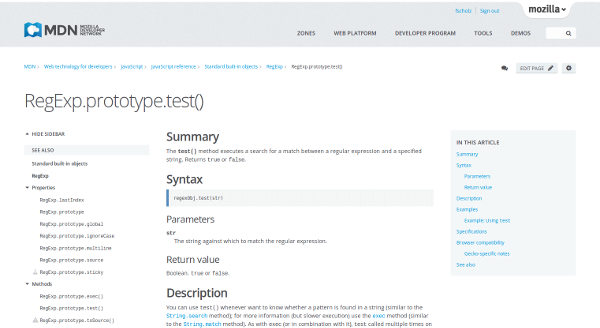 Nchotz Sign out
mozilla
MDN MOZILLA DEVELOPER NETWORK
ZONES WEB PLATFORM DEVELOPER PROGRAM TOOLS DEMOS
MDN › Web technology for developers › JavaScript › JavaScript reference › Standard built-in objects › RegExp › RegExp.prototype.test()
EDIT PAGE
RegExp.prototype.test()
HIDE SIDEBAR
SEE ALSO
Standard built-in objects
RegExp
Properties
RegExp.lastIndex
RegExp.prototype
RegExp.prototype.global
RegExp.prototype.ignoreCase
RegExp.prototype.multiline
RegExp.prototype.source
RegExp.prototype.sticky
Methods
RegExp.prototype.exec()
RegExp.prototype.test()
RegExp.prototype.toSource()
Summary
The test() method executes a search for a match between a regular expression and a specified
string. Returns true or false.
Syntax
regexObj.test(str)
Parameters
str
The string against which to match the regular expression.
Return value
Boolean. true or false.
Description
You can use test() whenever want to know whether a pattern is found in a string (similar to the
String.search method); for more information (but slower execution) use the exec method (similar
to the String.match method). As with exec (or in combination with it), test called multiple times on
IN THIS ARTICLE
Summary
Syntax
Parameters
Return value
Description
Examples
Example: Using test
Specifications
Browser compatibility
Gecko-specific notes
See also